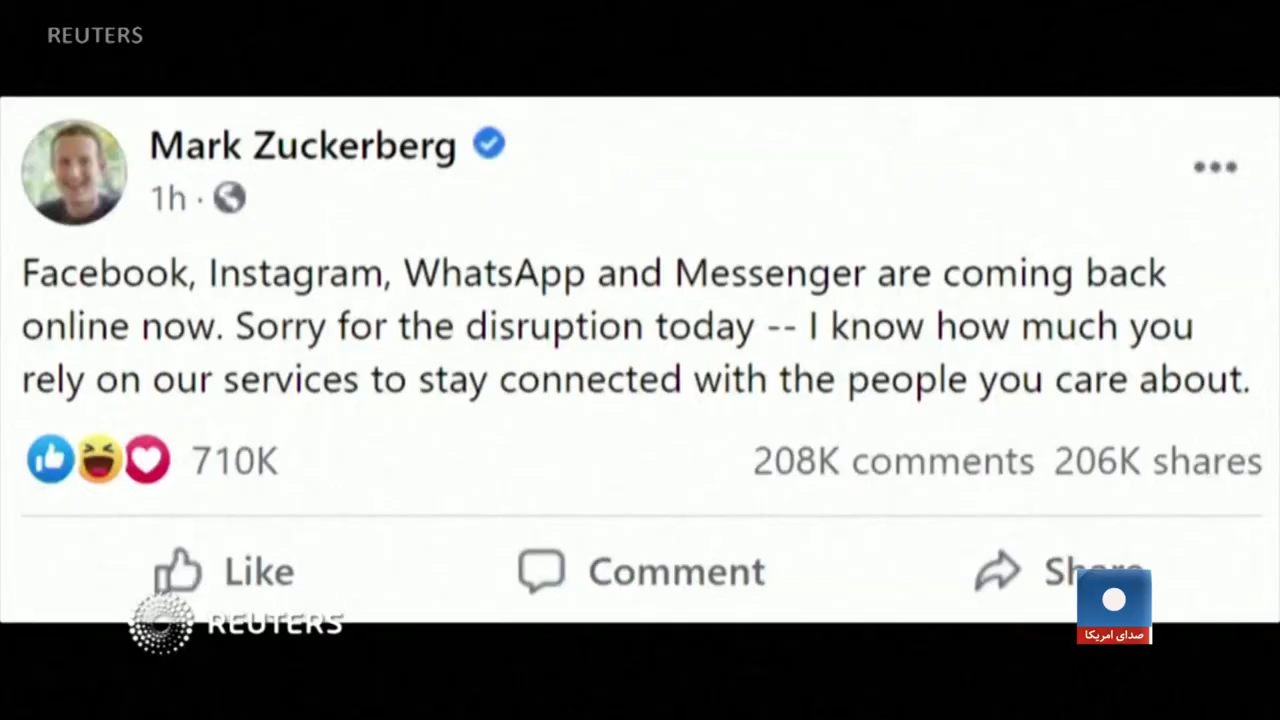 REUTERS
Mark Zuckerberg
1h ·
Facebook, Instagram, WhatsApp and Messenger are coming back
online now. Sorry for the disruption today -- I know how much you
rely on our services to stay connected with the people you care about.
710K 208K comments 206K shares
Like Comment Share
REUTERS
صدای امریکا